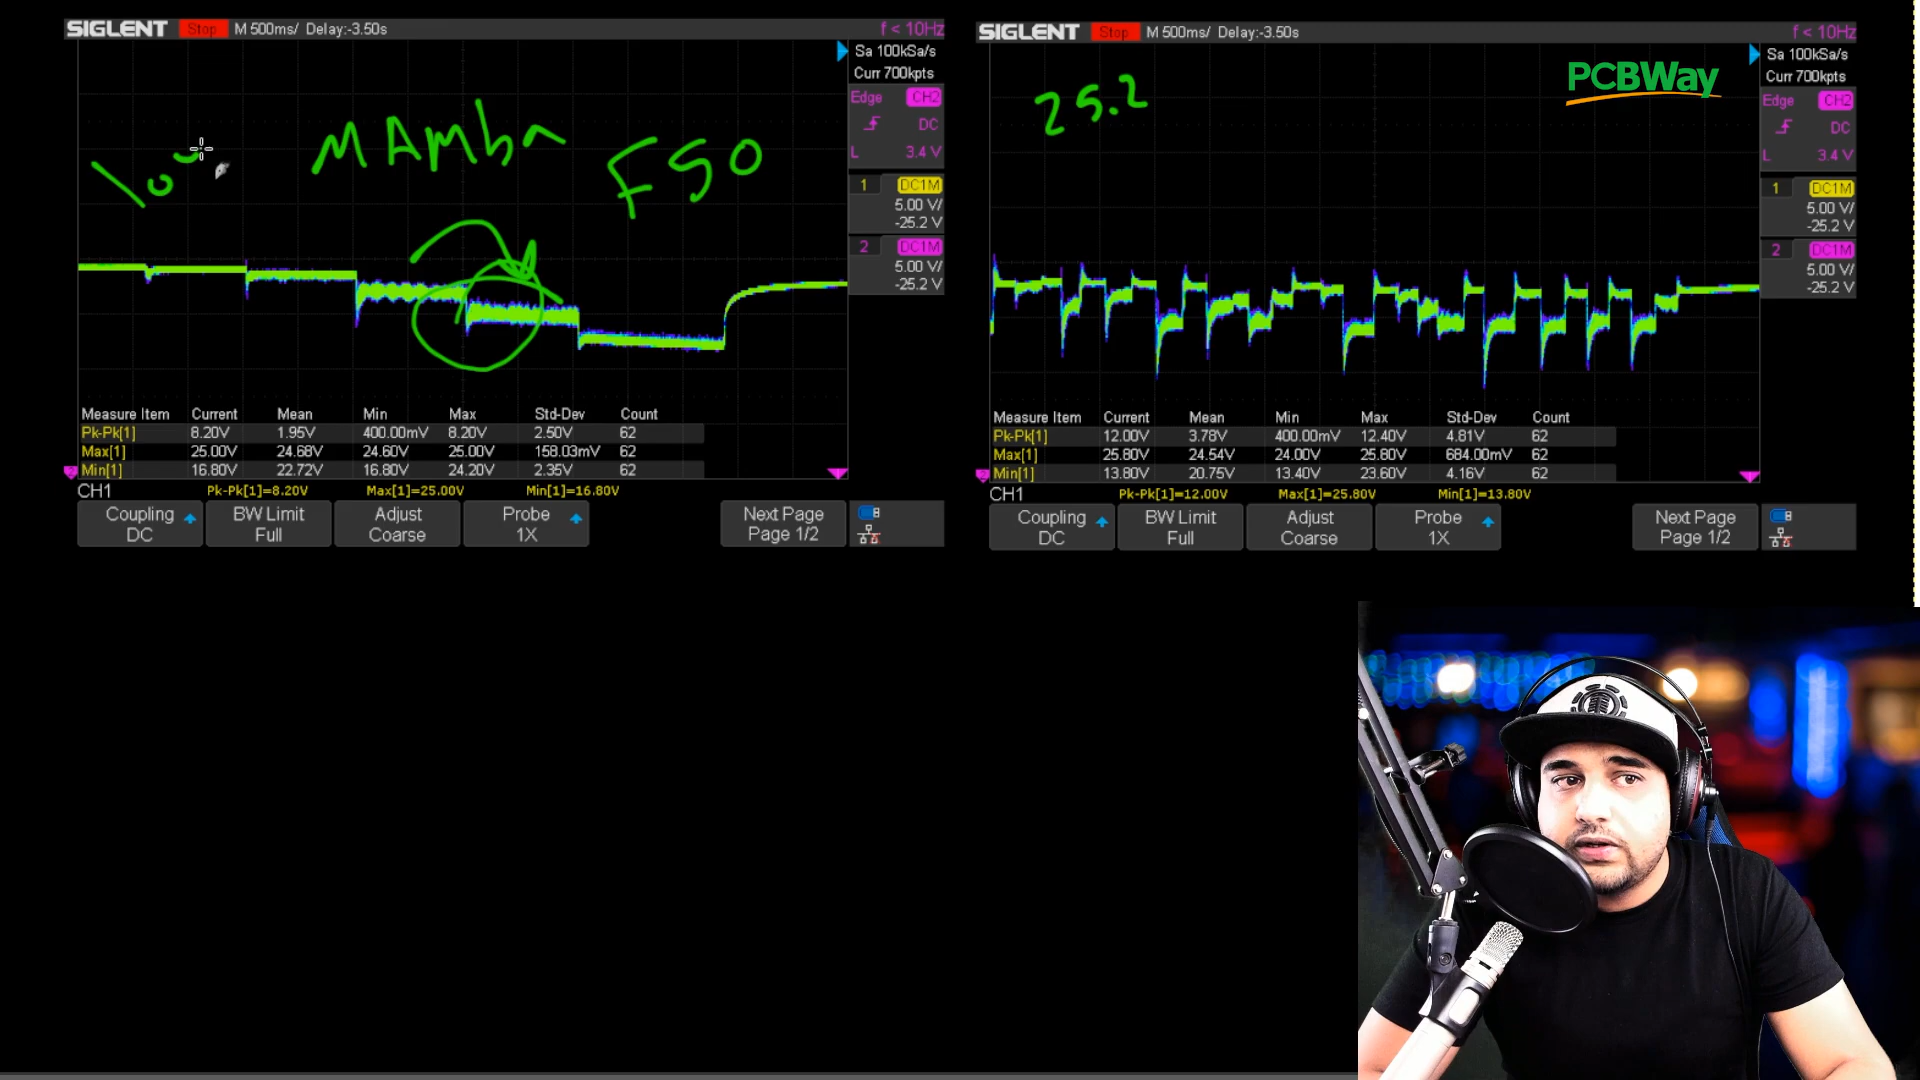 SIGLENT Stop M 500ms/ Delay:-3.50s f < 10Hz
Sa 100kSa/s
Curr 700kpts
Edge CH2
DC
L 3.4 V
1 DC1M
5.00 V/
-25.2 V
2 DC1M
5.00 V/
-25.2 V
MAmba F50
Measure Item Current Mean Min Max Std-Dev Count
Pk-Pk[1] 8.20V 1.95V 400.00mV 8.20V 2.50V 62
Max[1] 25.00V 24.68V 24.60V 25.00V 158.03mV 62
Min[1] 16.80V 22.72V 16.80V 24.20V 2.35V 62
CH1 Pk-Pk[1]=8.20V Max[1]=25.00V Min[1]=16.80V
Coupling BW Limit Adjust Probe Next Page
DC Full Coarse 1X Page 1/2
SIGLENT Stop M 500ms/ Delay:-3.50s f < 10Hz
Sa 100kSa/s
Curr 700kpts
PCBWay
25.2
Edge CH2
DC
L 3.4 V
1 DC1M
5.00 V/
-25.2 V
2 DC1M
5.00 V/
-25.2 V
Measure Item Current Mean Min Max Std-Dev Count
Pk-Pk[1] 12.00V 3.78V 400.00mV 12.40V 4.81V 62
Max[1] 25.80V 24.54V 24.00V 25.80V 684.00mV 62
Min[1] 13.80V 20.75V 13.40V 23.60V 4.16V 62
CH1 Pk-Pk[1]=12.00V Max[1]=25.80V Min[1]=13.80V
Coupling BW Limit Adjust Probe Next Page
DC Full Coarse 1X Page 1/2